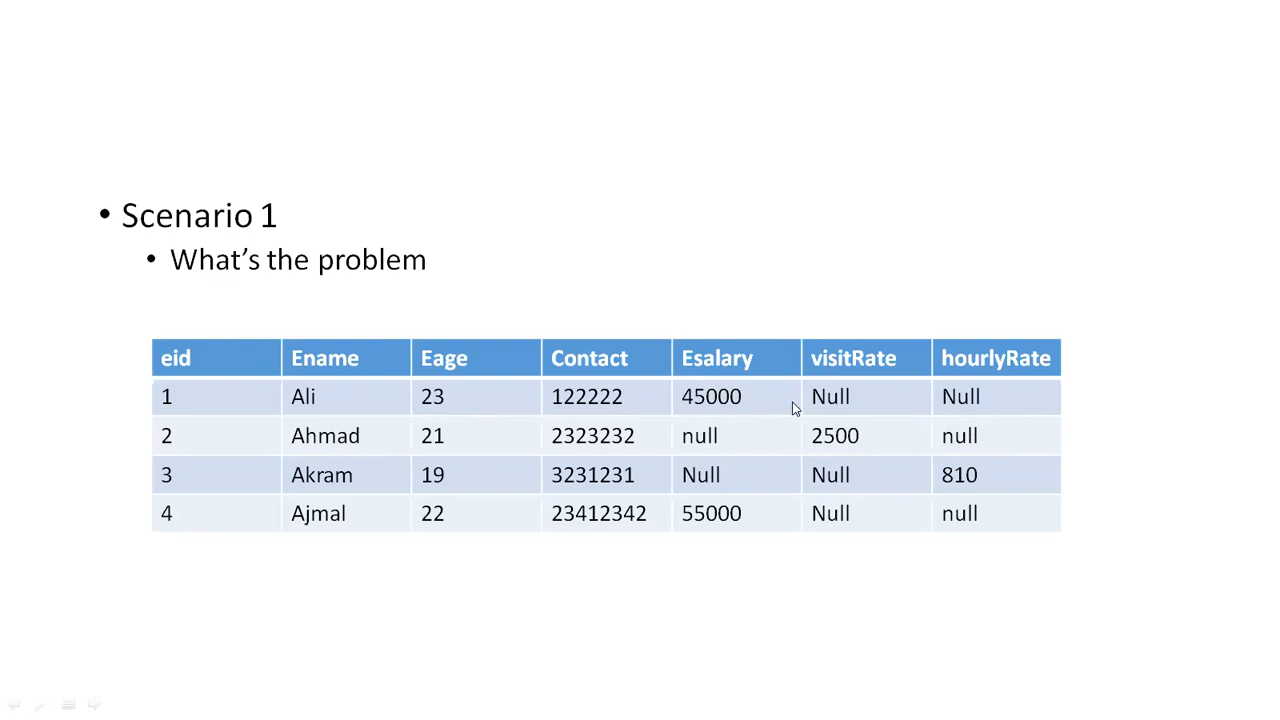 • Scenario 1
• What's the problem
eid Ename Eage Contact Esalary visitRate hourlyRate
1 Ali 23 122222 45000 Null Null
2 Ahmad 21 2323232 null 2500 null
3 Akram 19 3231231 Null Null 810
4 Ajmal 22 23412342 55000 Null null